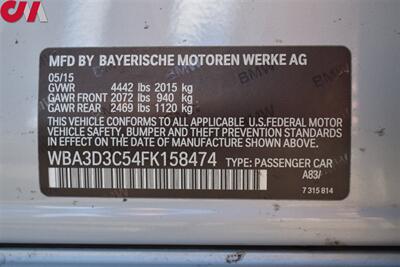 CIA
MFD BY BAYERISCHE MOTOREN WERKE AG
05/15
GVWR 4442 lbs 2015 kg
GAWR FRONT 2072 lbs 940 kg
GAWR REAR 2469 lbs 1120 kg
THIS VEHICLE CONFORMS TO ALL APPLICABLE U.S.FEDERAL MOTOR
VEHICLE SAFETY, BUMPER, AND THEFT PREVENTION STANDARDS IN
EFFECT ON THE DATE OF MANUFACTURE SHOWN ABOVE.
WBA3D3C54FK158474 TYPE: PASSENGER CAR
A83/
7 315 814